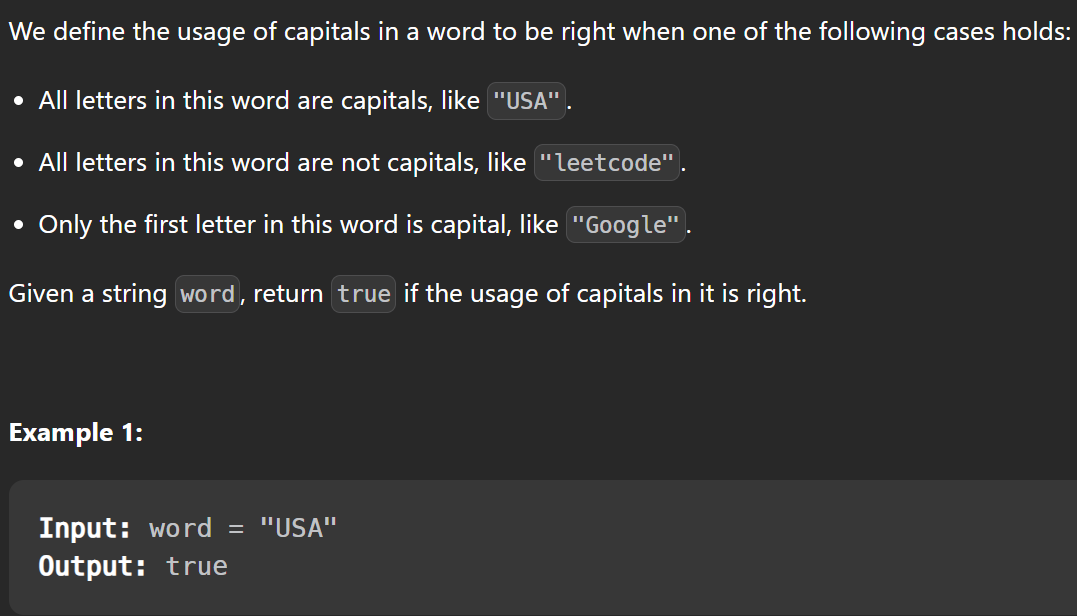 We define the usage of capitals in a word to be right when one of the following cases holds:
• All letters in this word are capitals, like "USA".
• All letters in this word are not capitals, like "leetcode".
• Only the first letter in this word is capital, like "Google".
Given a string word, return true if the usage of capitals in it is right.
Example 1:
Input: word = "USA"
Output: true